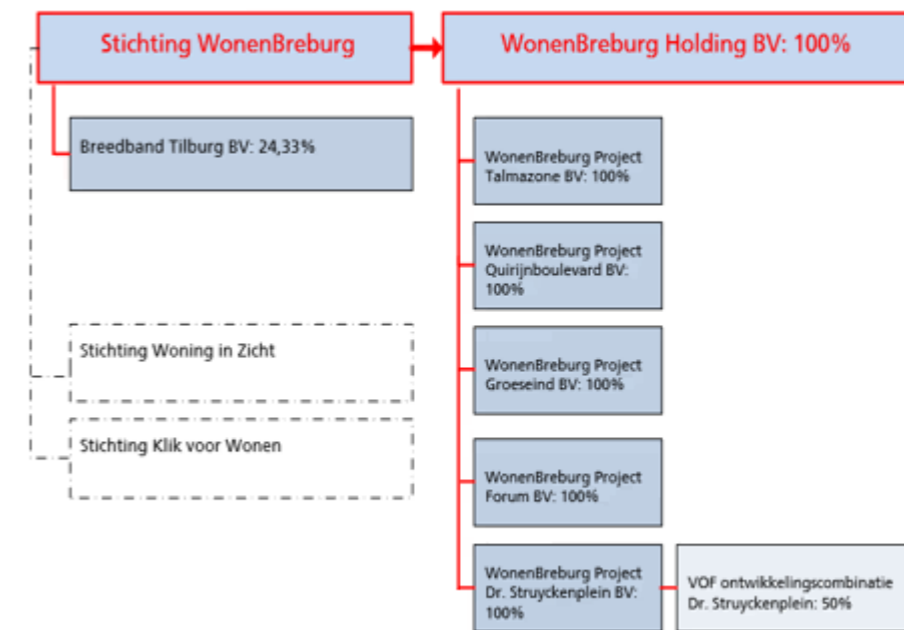 Stichting WonenBreburg
WonenBreburg Holding BV: 100%
Breedband Tilburg BV: 24,33%
Stichting Woning in Zicht
Stichting Klik voor Wonen
WonenBreburg Project
Talmazone BV: 100%
WonenBreburg Project
Quirijnboulevard BV:
100%
WonenBreburg Project
Groeseind BV: 100%
WonenBreburg Project
Forum BV: 100%
WonenBreburg Project
Dr. Struyckenplein BV:
100%
VOF ontwikkelingscombinatie
Dr. Struyckenplein: 50%